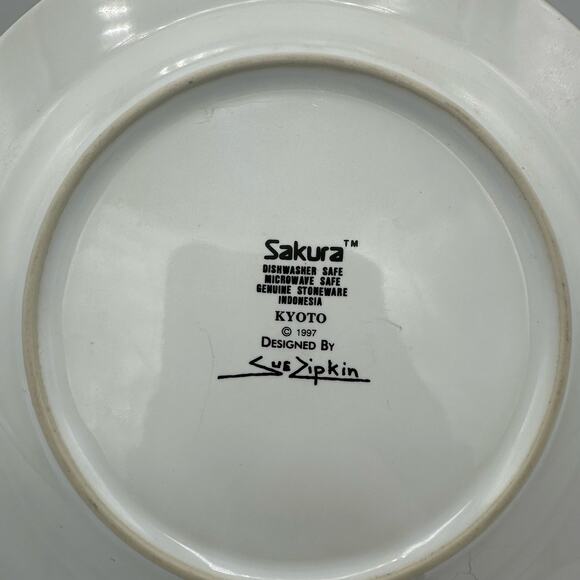 Sakura™
DISHWASHER SAFE
MICROWAVE SAFE
GENUINE STONEWARE
INDONESIA
KYOTO
© 1997
DESIGNED BY
Sue Zipkin